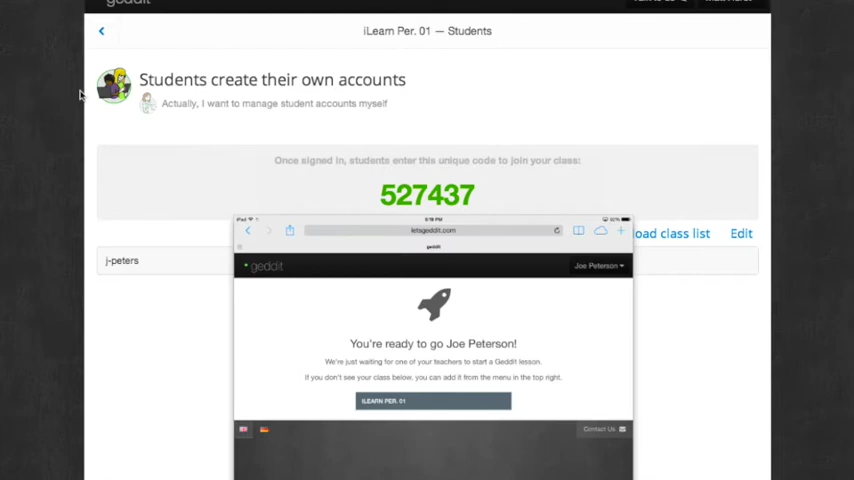 geddit
iLearn Per. 01 — Students
Students create their own accounts
Actually, I want to manage student accounts myself
Once signed in, students enter this unique code to join your class:
527437
load class list
Edit
j-peters
iPad
letsgeddit.com
geddit
geddit
Joe Peterson
You're ready to go Joe Peterson!
We're just waiting for one of your teachers to start a Geddit lesson.
If you don't see your class below, you can add it from the menu in the top right.
iLEARN PER. 01
Contact Us